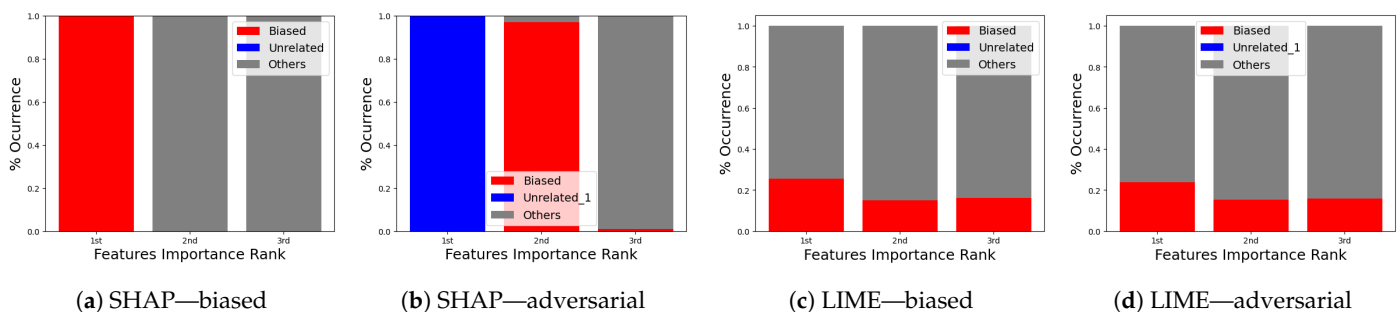 % Ocurrence
1.0
0.8
0.6
0.4
0.2
0.0
Biased
Unrelated
Others
1st 2nd 3rd
Features Importance Rank
(a) SHAP—biased
% Ocurrence
1.0
0.8
0.6
0.4
0.2
0.0
Biased
Unrelated_1
Others
1st 2nd 3rd
Features Importance Rank
(b) SHAP—adversarial
% Occurrence
1.0
0.8
0.6
0.4
0.2
0.0
Biased
Unrelated
Others
1st 2nd 3rd
Features Importance Rank
(c) LIME—biased
% Occurrence
1.0
0.8
0.6
0.4
0.2
0.0
Biased
Unrelated_1
Others
1st 2nd 3rd
Features Importance Rank
(d) LIME—adversarial